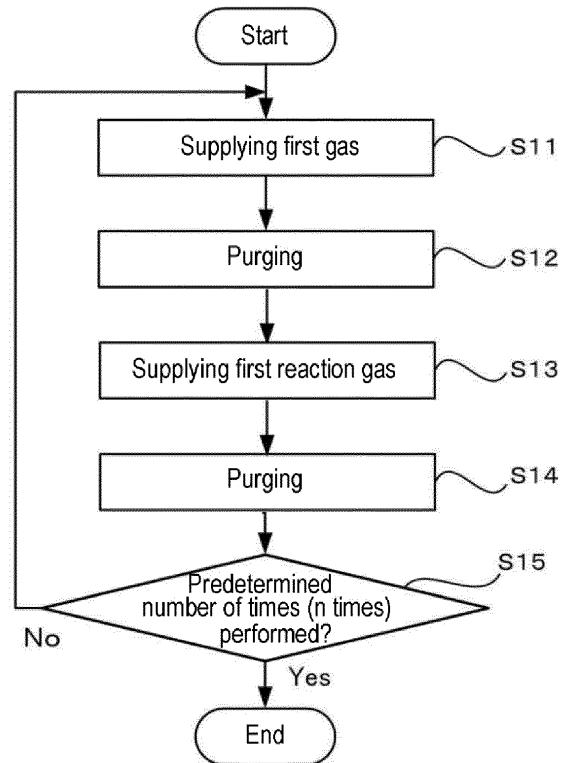 Start
Supplying first gas
S11
Purging
S12
Supplying first reaction gas
S13
Purging
S14
S15
Predetermined
number of times (n times)
performed?
No
Yes
End